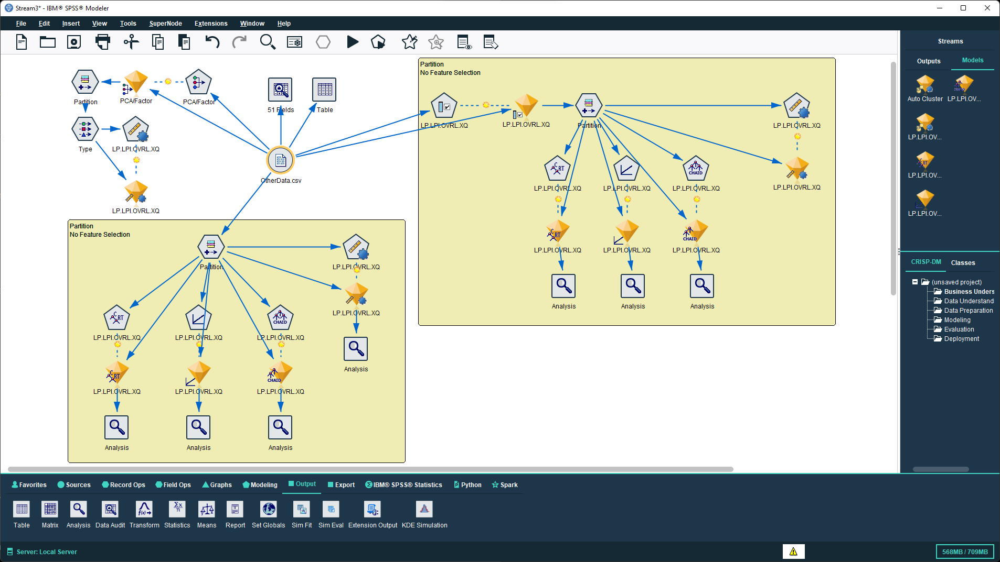 Stream3* - IBM® SPSS® Modeler
File Edit Insert View Tools SuperNode Extensions Window Help
Partition
PCA/Factor
PCA/Factor
51 Fields
Table
Type
LP.LPI.OVRL.XQ
LP.LPI.OVRL.XQ
OtherData.csv
Partition
No Feature Selection
LP.LPI.OVRL.XQ
LP.LPI.OVRL.XQ
Partition
LP.LPI.OVRL.XQ
LP.LPI.OVRL.XQ
CRT
CHAID
LP.LPI.OVRL.XQ
LP.LPI.OVRL.XQ
LP.LPI.OVRL.XQ
CRT
CHAID
LP.LPI.OVRL.XQ
LP.LPI.OVRL.XQ
LP.LPI.OVRL.XQ
Analysis
Analysis
Analysis
Partition
No Feature Selection
Partition
LP.LPI.OVRL.XQ
LP.LPI.OVRL.XQ
Analysis
CRT
CHAID
LP.LPI.OVRL.XQ
LP.LPI.OVRL.XQ
LP.LPI.OVRL.XQ
CRT
CHAID
LP.LPI.OVRL.XQ
LP.LPI.OVRL.XQ
LP.LPI.OVRL.XQ
Analysis
Analysis
Analysis
Streams
Outputs Models
Auto Cluster LP.LPI.OV...
LP.LPI.OV...
LP.LPI.OV...
LP.LPI.OV...
CRISP-DM Classes
(unsaved project)
Business Unders
Data Understand
Data Preparation
Modeling
Evaluation
Deployment
Favorites Sources Record Ops Field Ops Graphs Modeling Output Export IBM® SPSS® Statistics Python Spark
Table Matrix Analysis Data Audit Transform Statistics Means Report Set Globals Sim Fit Sim Eval Extension Output KDE Simulation
Server: Local Server
568MB / 709MB